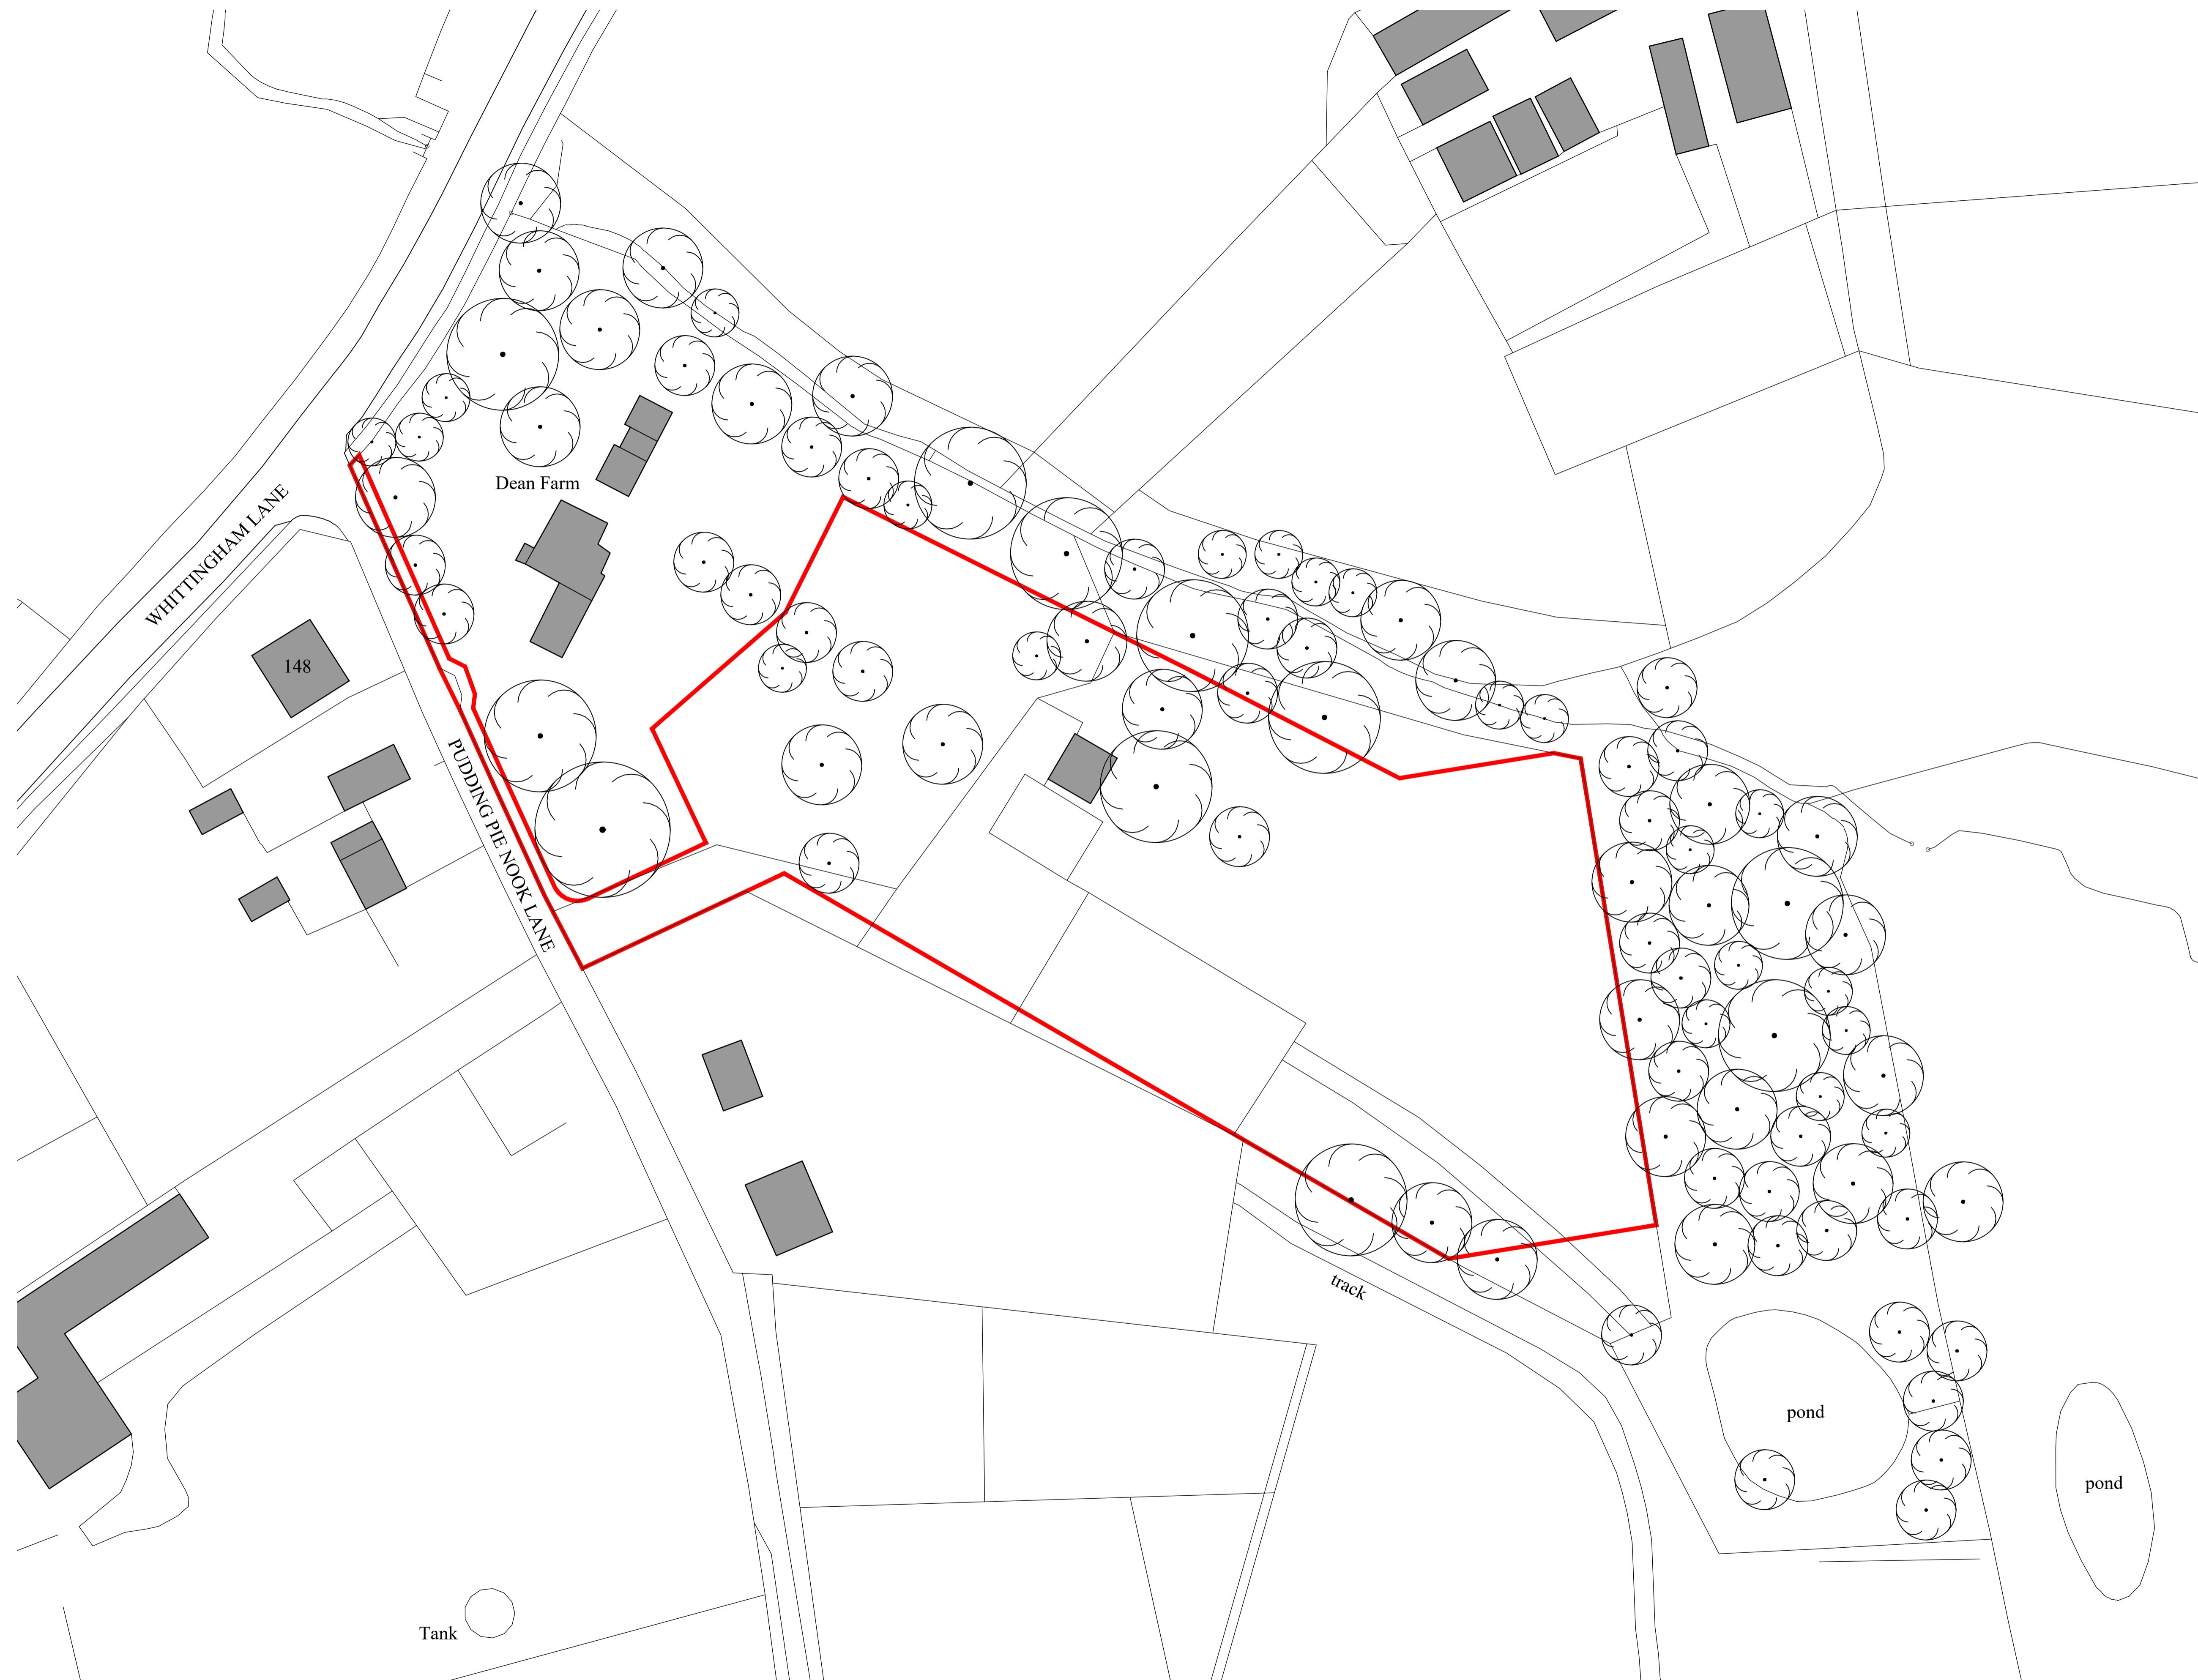 Dean Farm
WHITTINGHAM LANE
148
PUDDING PIE NOOK LANE
track
pond
pond
Tank